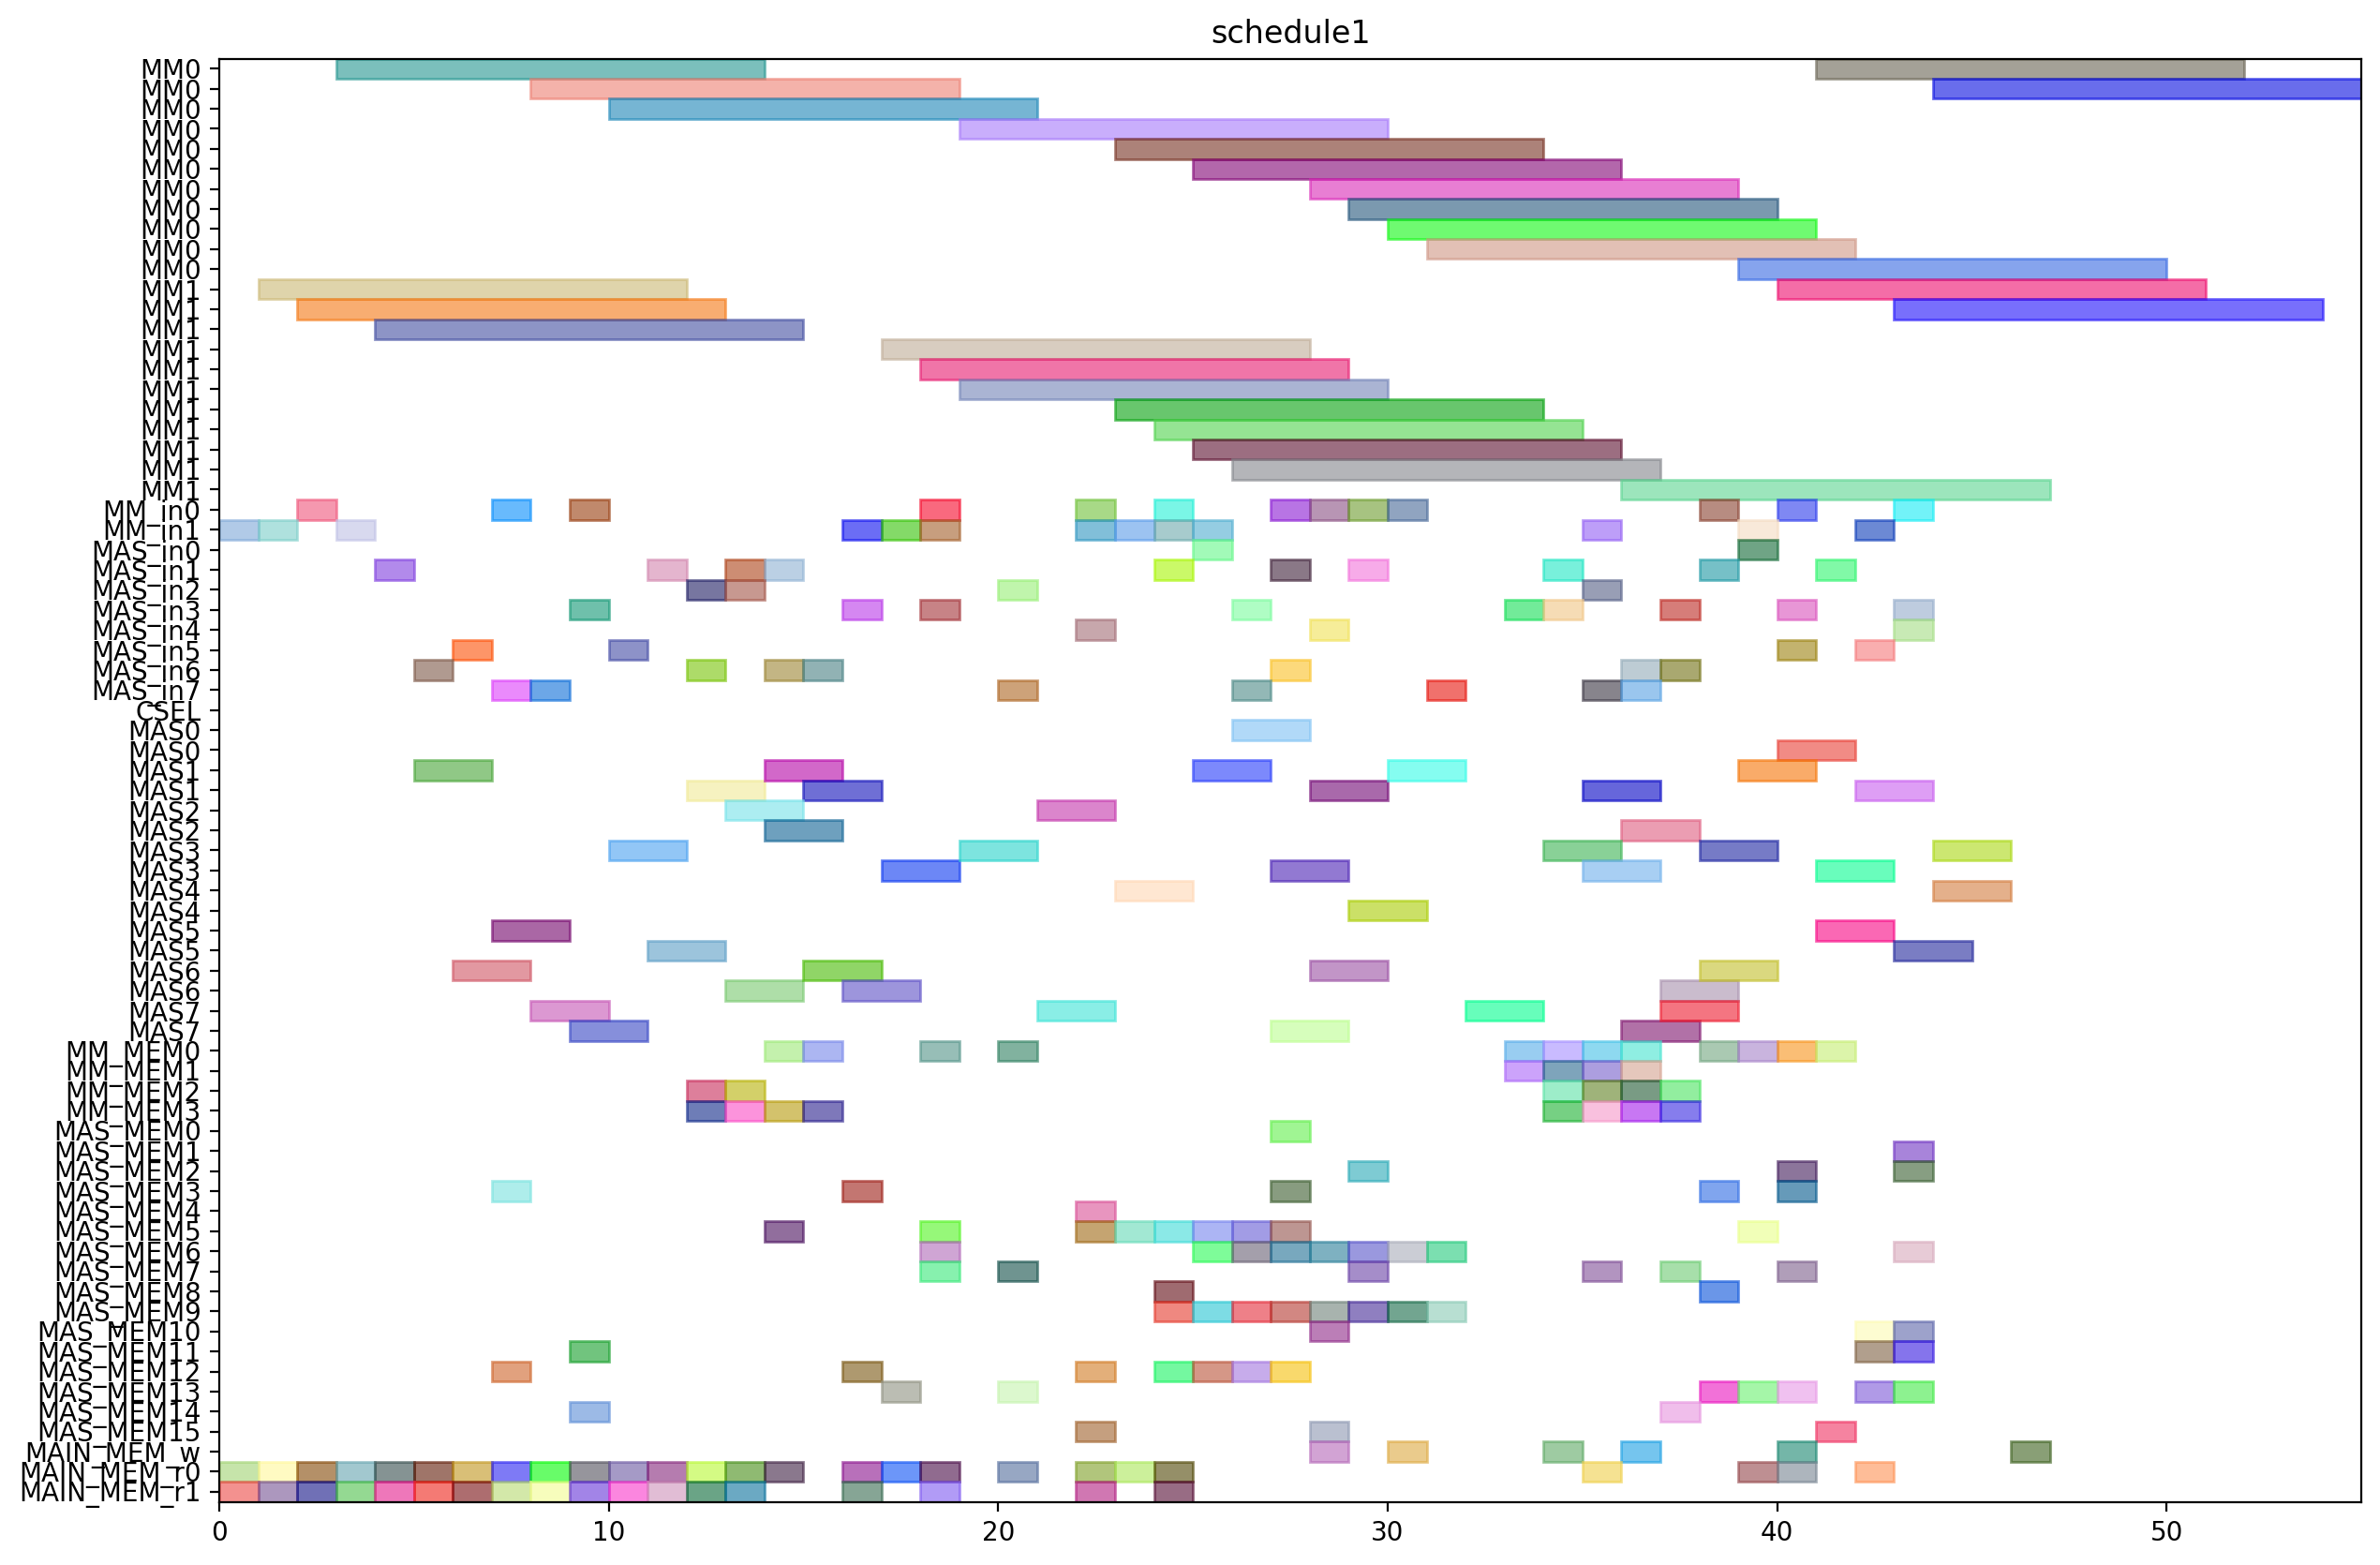 schedule1
MM0
MM0
MM0
MM0
MM0
MM0
MM0
MM0
MM0
MM0
MM0
MM1
MM1
MM1
MM1
MM1
MM1
MM1
MM1
MM1
MM1
MM1
MM_in0
MM_in1
MAS_in0
MAS_in1
MAS_in2
MAS_in3
MAS_in4
MAS_in5
MAS_in6
MAS_in7
CSEL
MAS0
MAS0
MAS1
MAS1
MAS2
MAS2
MAS3
MAS3
MAS4
MAS4
MAS5
MAS5
MAS6
MAS6
MAS7
MAS7
MM_MEM0
MM_MEM1
MM_MEM2
MM_MEM3
MAS_MEM0
MAS_MEM1
MAS_MEM2
MAS_MEM3
MAS_MEM4
MAS_MEM5
MAS_MEM6
MAS_MEM7
MAS_MEM8
MAS_MEM9
MAS_MEM10
MAS_MEM11
MAS_MEM12
MAS_MEM13
MAS_MEM14
MAS_MEM15
MAIN_MEM_w
MAIN_MEM_r0
MAIN_MEM_r1
0 10 20 30 40 50